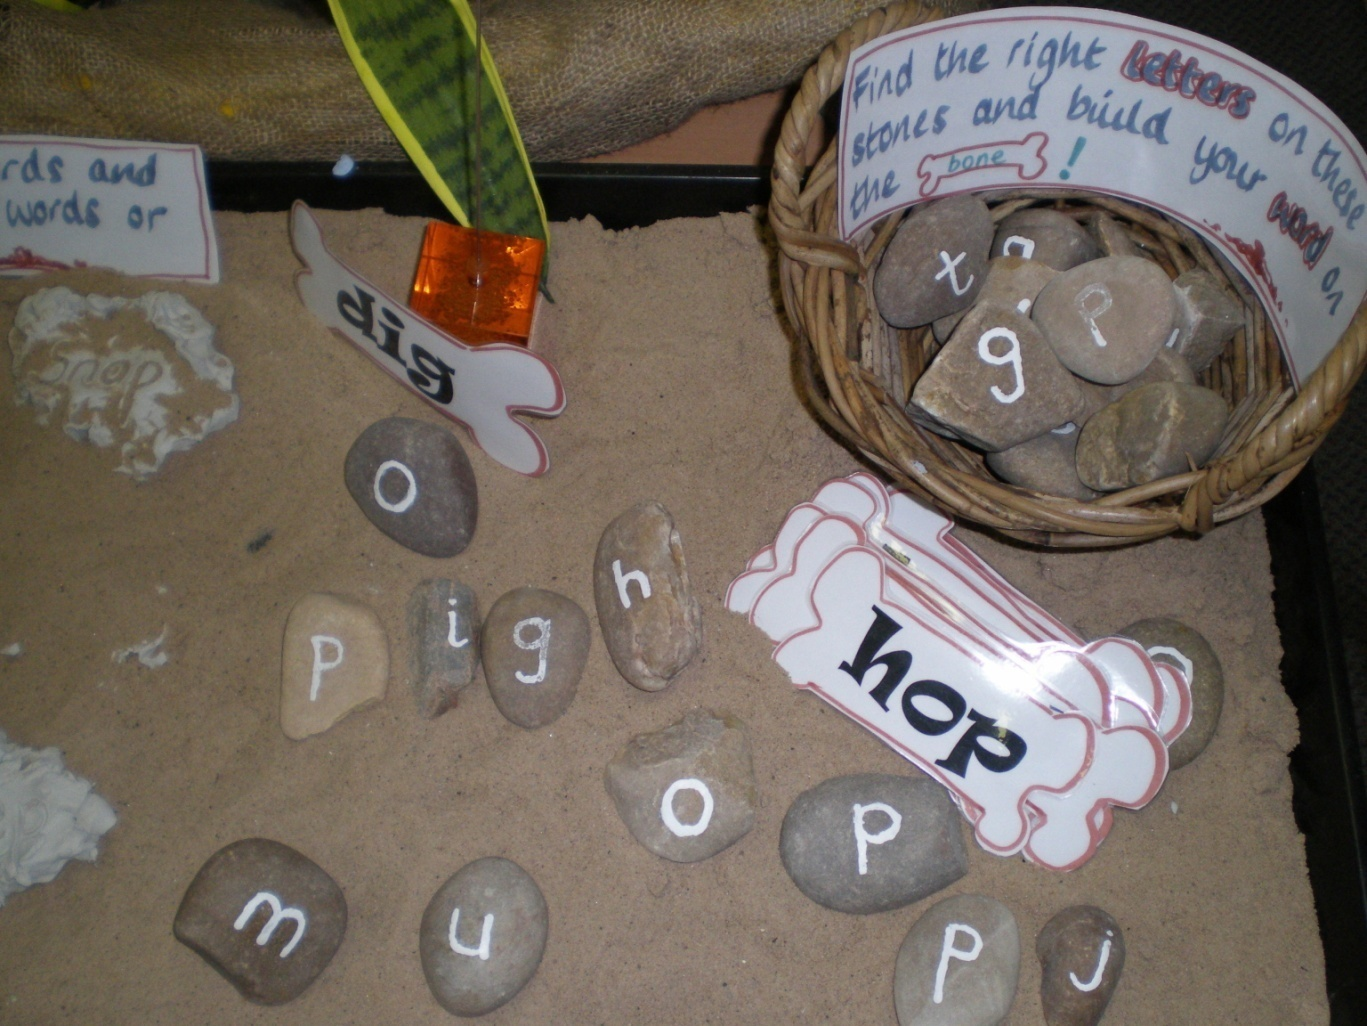 Find the right letters on these
stones and build your word on
the bone !
rds and
words or
dig
t
g
p
g
o
p i g
h
o p
hop
m u
p j